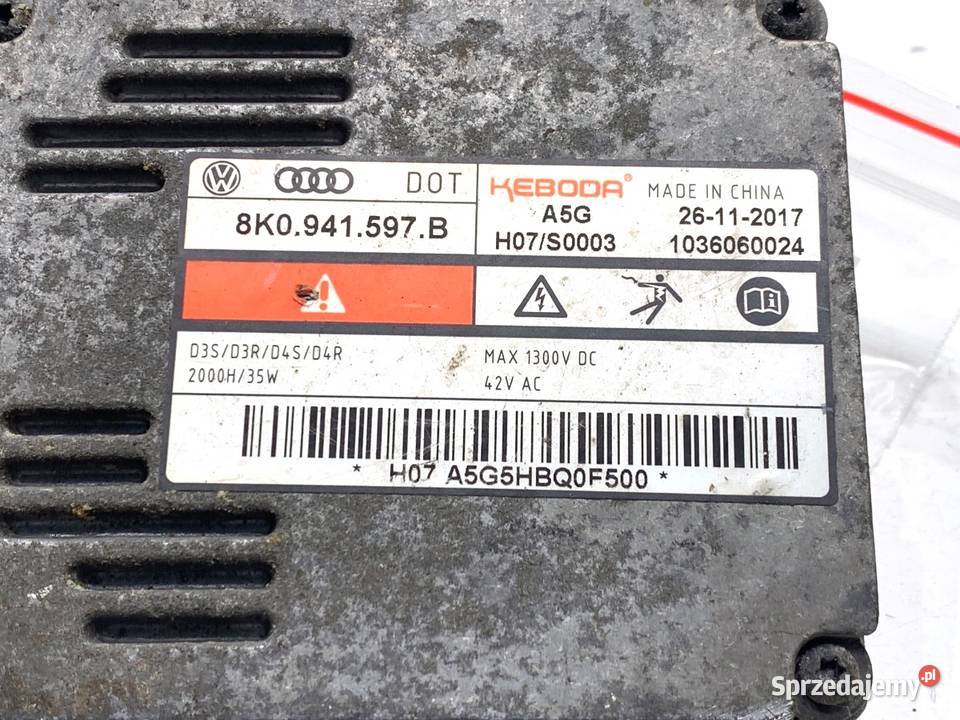 VW DOT
8K0.941.597.B
KEBODA® MADE IN CHINA
A5G 26-11-2017
H07/S0003 1036060024
D3S/D3R/D4S/D4R
2000H/35W
MAX 1300V DC
42V AC
* H07 A5G5HBQ0F500 *
Sprzedajemy.pl